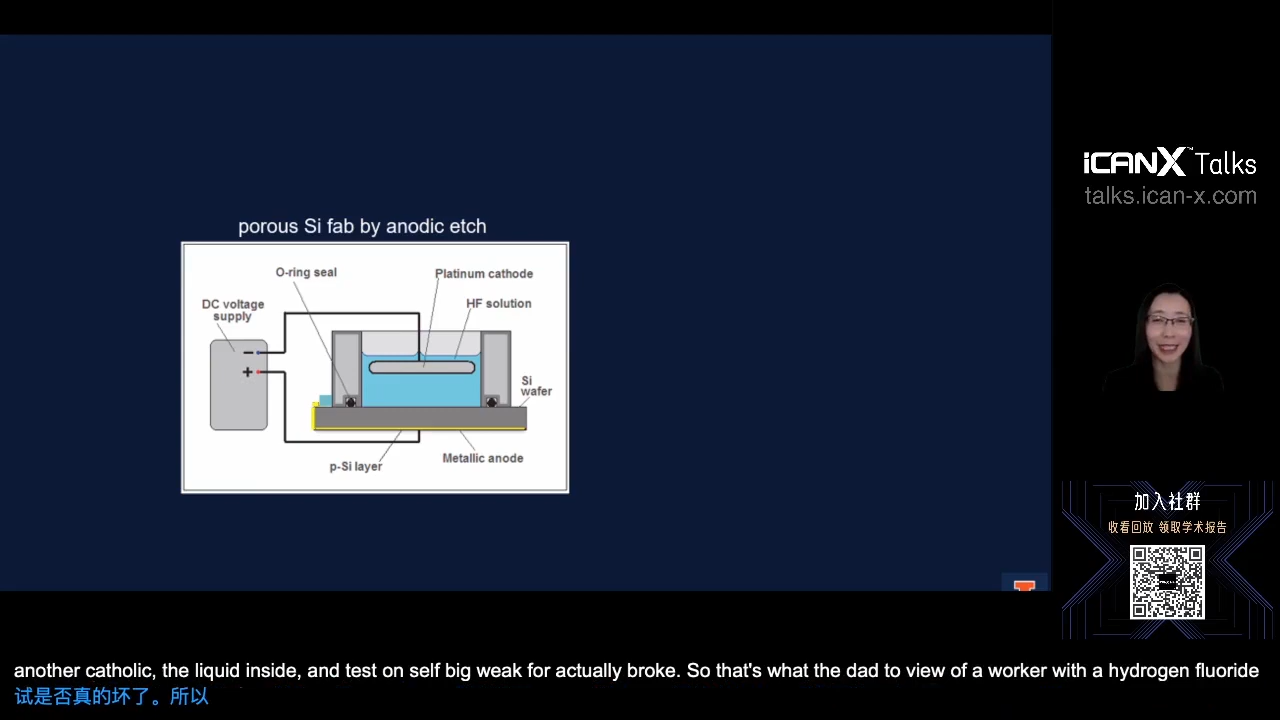 porous Si fab by anodic etch
O-ring seal
Platinum cathode
HF solution
DC voltage
supply
Si
wafer
p-Si layer
Metallic anode
iCANX™ Talks
talks.ican-x.com
加入社群
收看回放 领取学术报告
another catholic, the liquid inside, and test on self big weak for actually broke. So that's what the dad to view of a worker with a hydrogen fluoride
试是否真的坏了。所以